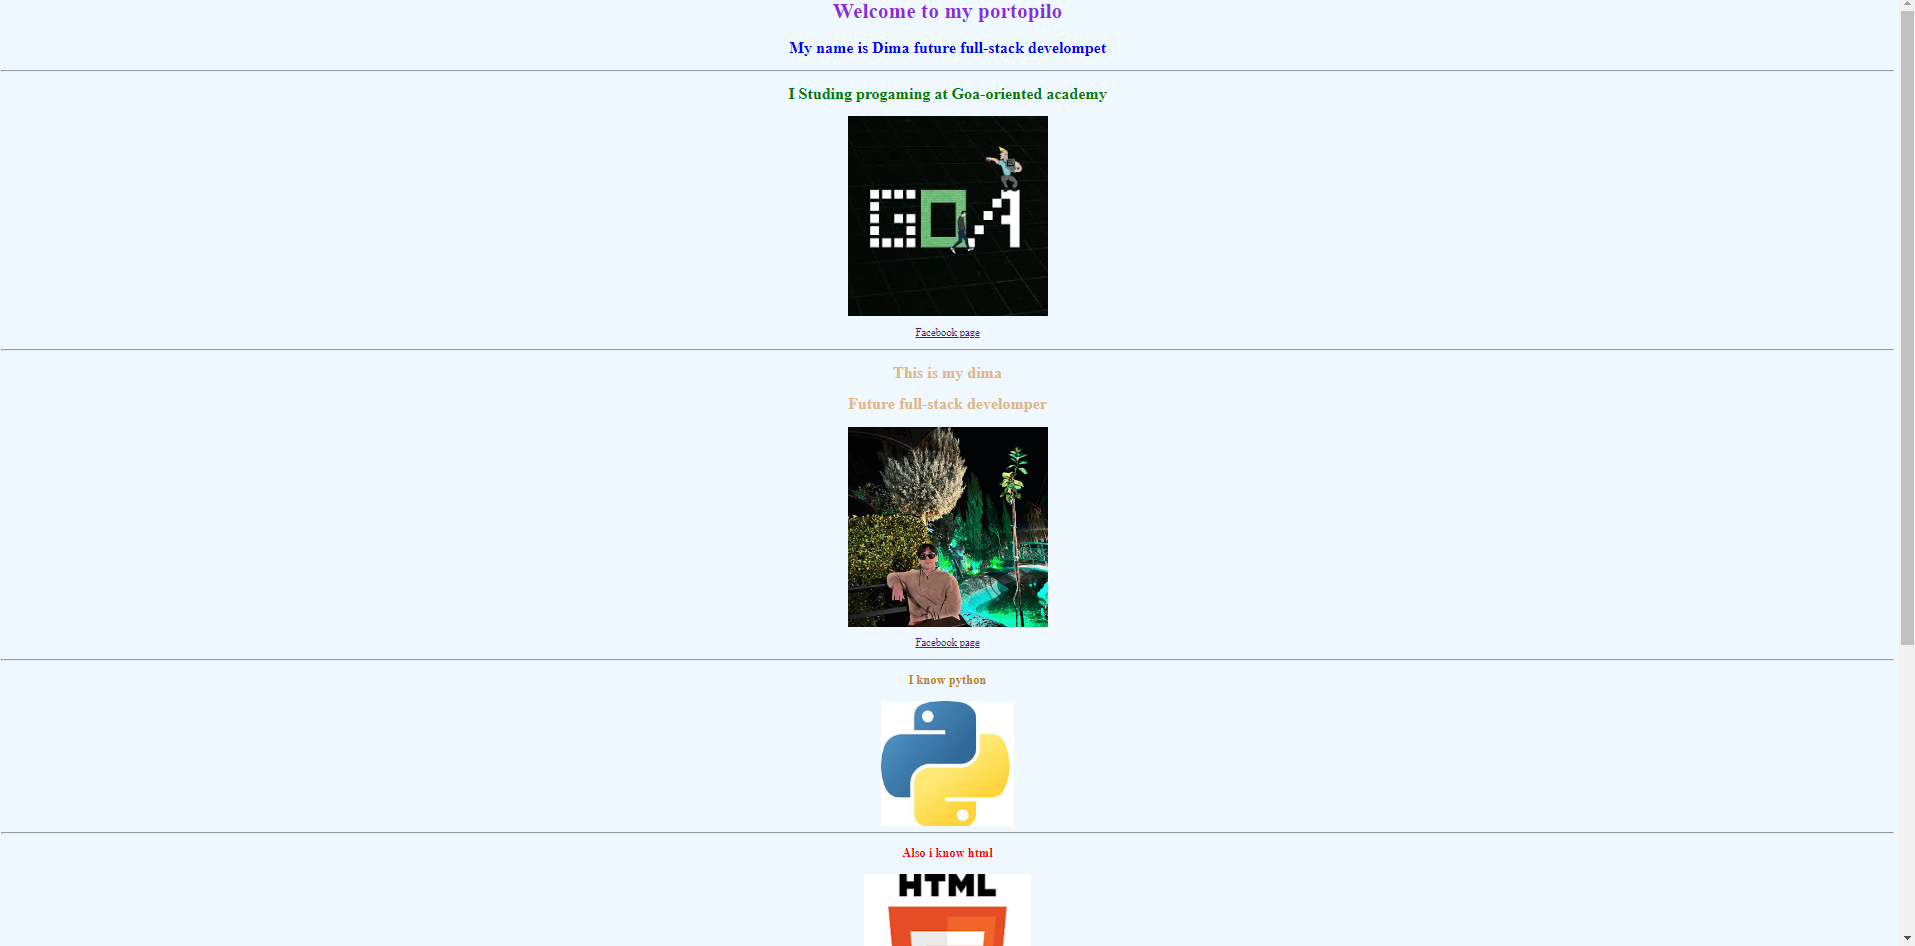 Welcome to my portopilo
My name is Dima future full-stack develompet
I Studing progaming at Goa-oriented academy
GOA
Facebook page
This is my dima
Future full-stack develomper
Facebook page
I know python
Also i know html
HTML